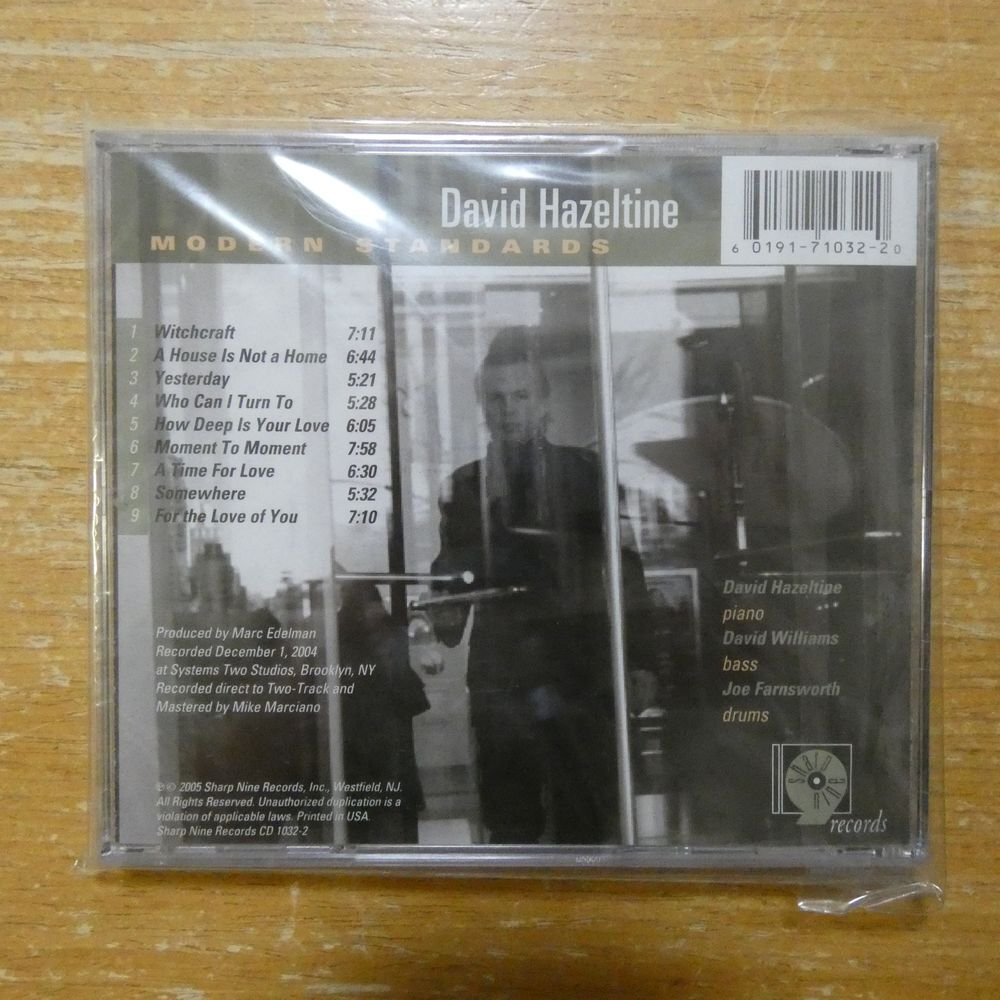 David Hazeltine
MODERN STANDARDS
6 0191-71032-2 0
1 Witchcraft 7:11
2 A House Is Not a Home 6:44
3 Yesterday 5:21
4 Who Can I Turn To 5:28
5 How Deep Is Your Love 6:05
6 Moment To Moment 7:58
7 A Time For Love 6:30
8 Somewhere 5:32
9 For the Love of You 7:10
Produced by Marc Edelman
Recorded December 1, 2004
at Systems Two Studios, Brooklyn, NY
Recorded direct to Two-Track and
Mastered by Mike Marciano
David Hazeltine
piano
David Williams
bass
Joe Farnsworth
drums
℗© 2005 Sharp Nine Records, Inc., Westfield, NJ.
All Rights Reserved. Unauthorized duplication is a
violation of applicable laws. Printed in USA.
Sharp Nine Records CD 1032-2
sharp
nine
records